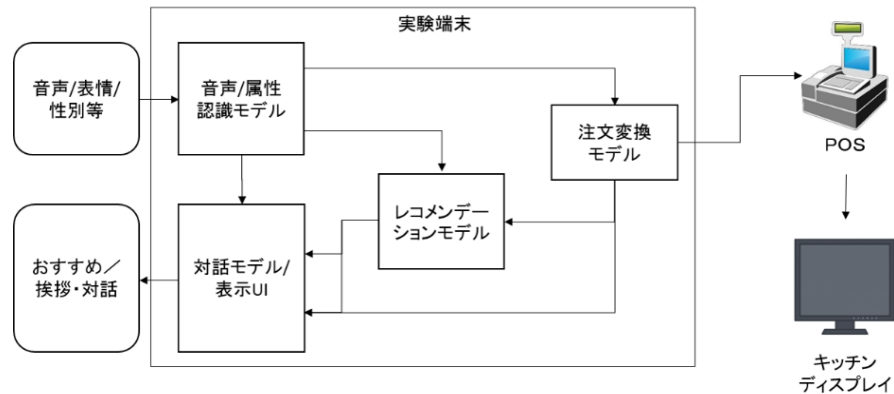 実験端末
音声/表情/
性別等
音声/属性
認識モデル
注文変換
モデル
POS
レコメンデー
ションモデル
おすすめ／
挨拶・対話
対話モデル/
表示UI
キッチン
ディスプレイ